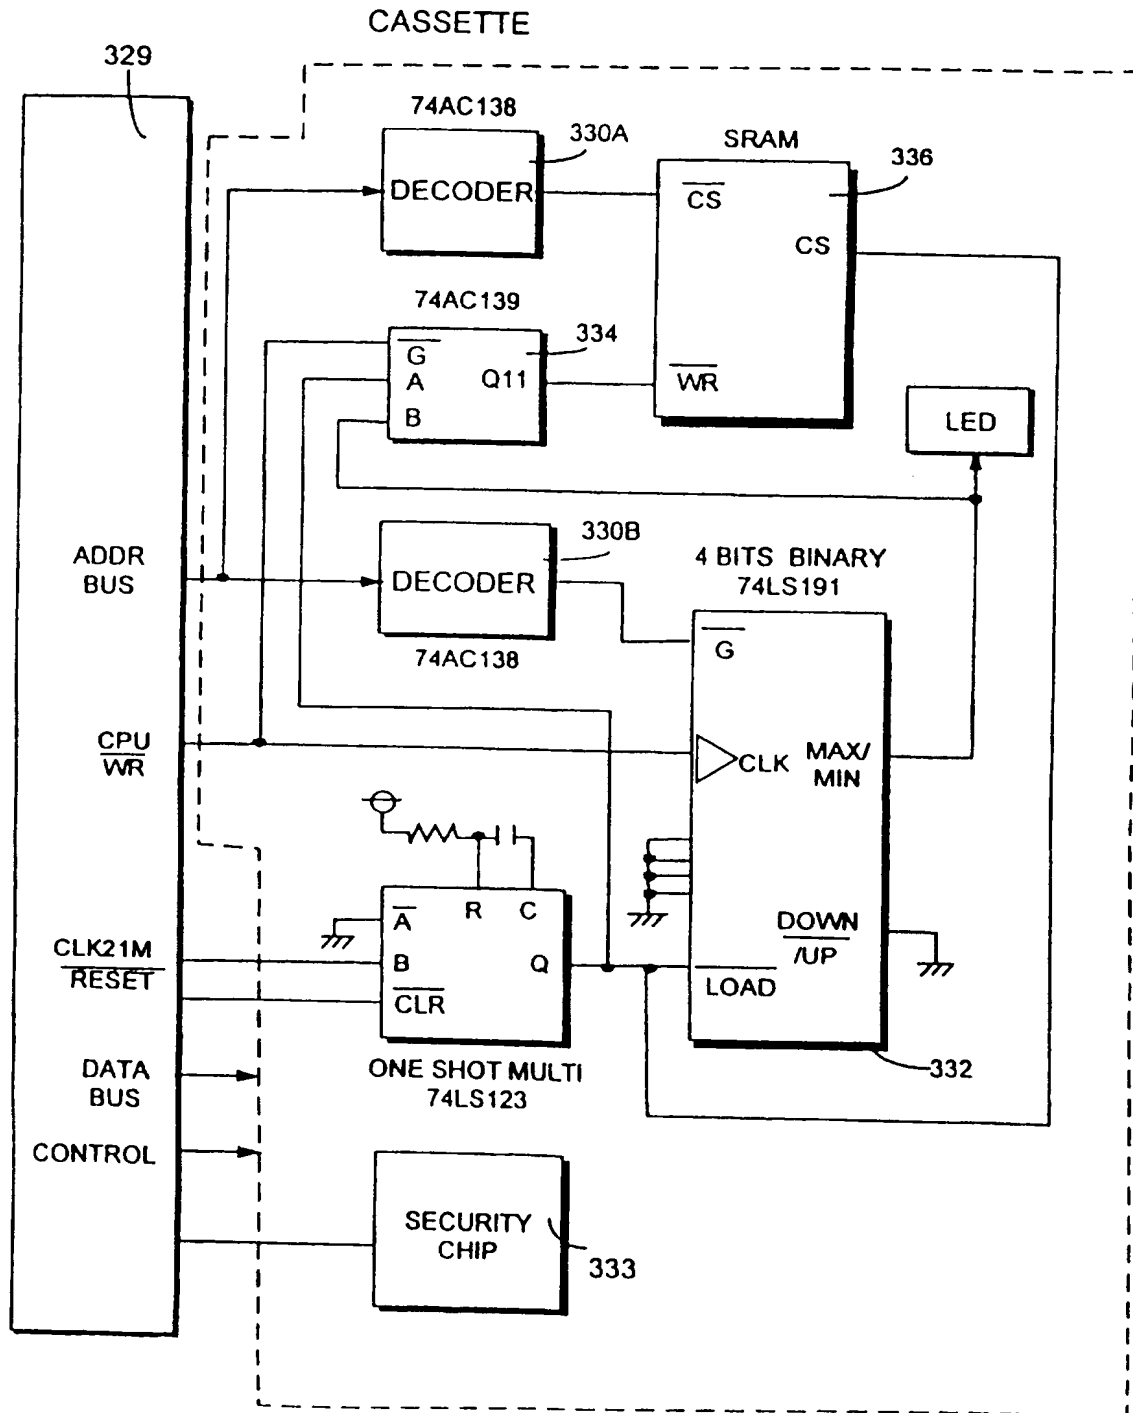 CASSETTE
329
74AC138
330A
DECODER
SRAM
336
CS
CS
74AC139
334
G
A
B
Q11
WR
LED
ADDR
BUS
330B
DECODER
74AC138
4 BITS BINARY
74LS191
G
CPU
WR
CLK
MAX/
MIN
A
R
C
B
Q
CLR
CLK21M
RESET
DOWN
/UP
LOAD
332
ONE SHOT MULTI
74LS123
DATA
BUS
CONTROL
SECURITY
CHIP
333